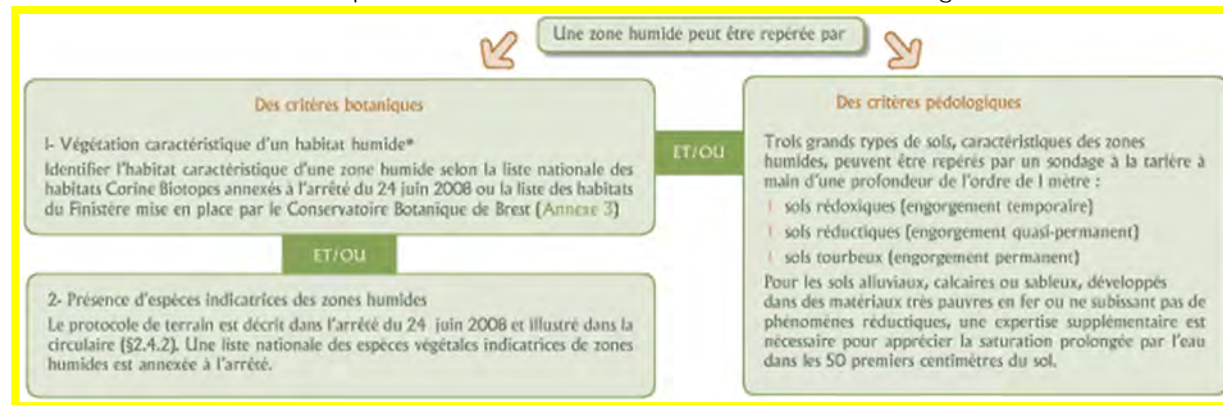 Une zone humide peut être repérée par
Des critères botaniques
1- Végétation caractéristique d'un habitat humide*
Identifier l'habitat caractéristique d'une zone humide selon la liste nationale des
habitats Corine Biotopes annexés à l'arrêté du 24 juin 2008 ou la liste des habitats
du Finistère mise en place par le Conservatoire Botanique de Brest (Annexe 3)
ET/OU
2- Présence d'espèces indicatrices des zones humides
Le protocole de terrain est décrit dans l'arrêté du 24 juin 2008 et illustré dans la
circulaire (§2.4.2). Une liste nationale des espèces végétales indicatrices de zones
humides est annexée à l'arrêté.
ET/OU
Des critères pédologiques
Trois grands types de sols, caractéristiques des zones
humides, peuvent être repérés par un sondage à la tarière à
main d'une profondeur de l'ordre de 1 mètre :
sols rédoxiques (engorgement temporaire)
sols réductiques (engorgement quasi-permanent)
sols tourbeux (engorgement permanent)
Pour les sols alluviaux, calcaires ou sableux, développés
dans des matériaux très pauvres en fer ou ne subissant pas de
phénomènes réductiques, une expertise supplémentaire est
nécessaire pour apprécier la saturation prolongée par l'eau
dans les 50 premiers centimètres du sol.